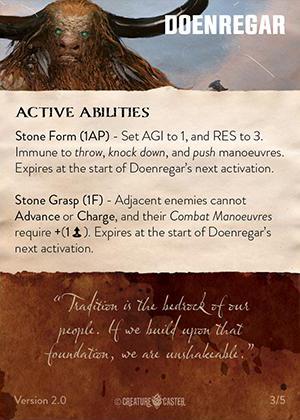 DOENREGAR
ACTIVE ABILITIES
Stone Form (1AP) - Set AGI to 1, and RES to 3.
Immune to throw, knock down, and push manoeuvres.
Expires at the start of Doenregar's next activation.
Stone Grasp (1F) - Adjacent enemies cannot
Advance or Charge, and their Combat Manoeuvres
require +(1 ). Expires at the start of Doenregar's
next activation.
"Tradition is the bedrock of our
people. If we build upon that
foundation, we are unshakeable."
Version 2.0
© CREATURE CASTER
3/5